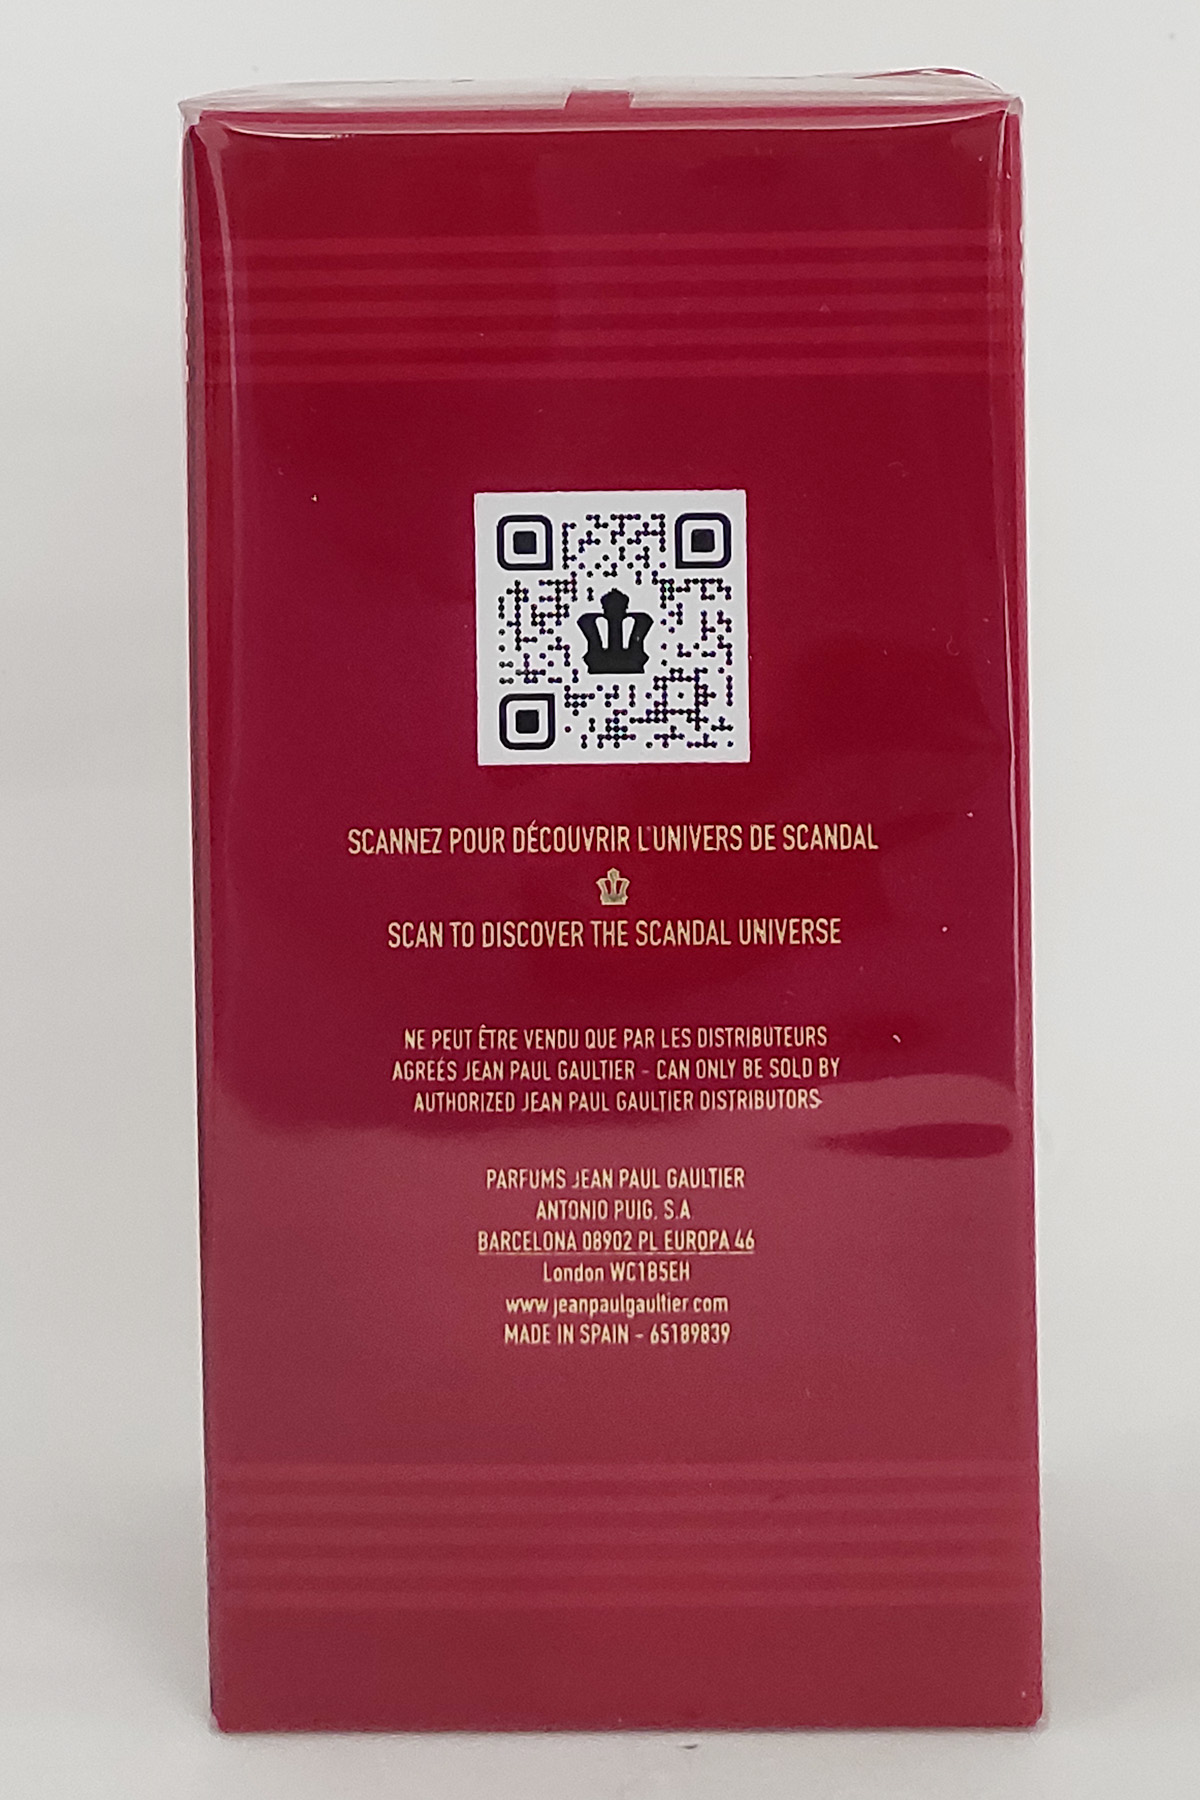 SCANNEZ POUR DÉCOUVRIR L'UNIVERS DE SCANDAL
SCAN TO DISCOVER THE SCANDAL UNIVERSE
NE PEUT ÊTRE VENDU QUE PAR LES DISTRIBUTEURS
AGREÉS JEAN PAUL GAULTIER - CAN ONLY BE SOLD BY
AUTHORIZED JEAN PAUL GAULTIER DISTRIBUTORS
PARFUMS JEAN PAUL GAULTIER
ANTONIO PUIG, S.A.
BARCELONA 08902 PL EUROPA 46
London WC1B5EH
www.jeanpaulgaultier.com
MADE IN SPAIN - 65189839